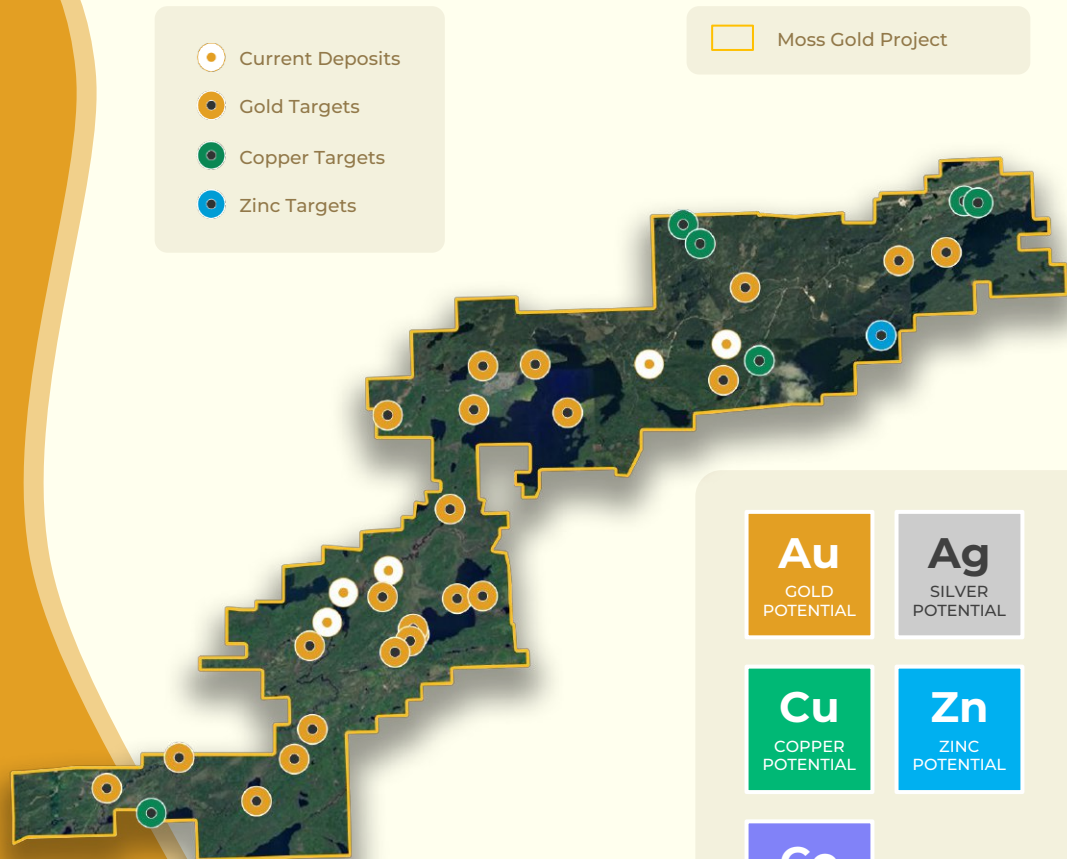 Current Deposits
Gold Targets
Copper Targets
Zinc Targets
Moss Gold Project
Au
GOLD
POTENTIAL
Ag
SILVER
POTENTIAL
Cu
COPPER
POTENTIAL
Zn
ZINC
POTENTIAL